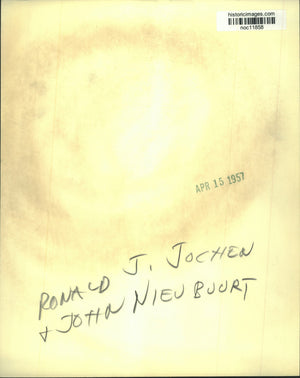 historicimages.com
noc11858
APR 15 1957
RONALD J. JOCHEN
+ JOHN NIEUBUURT